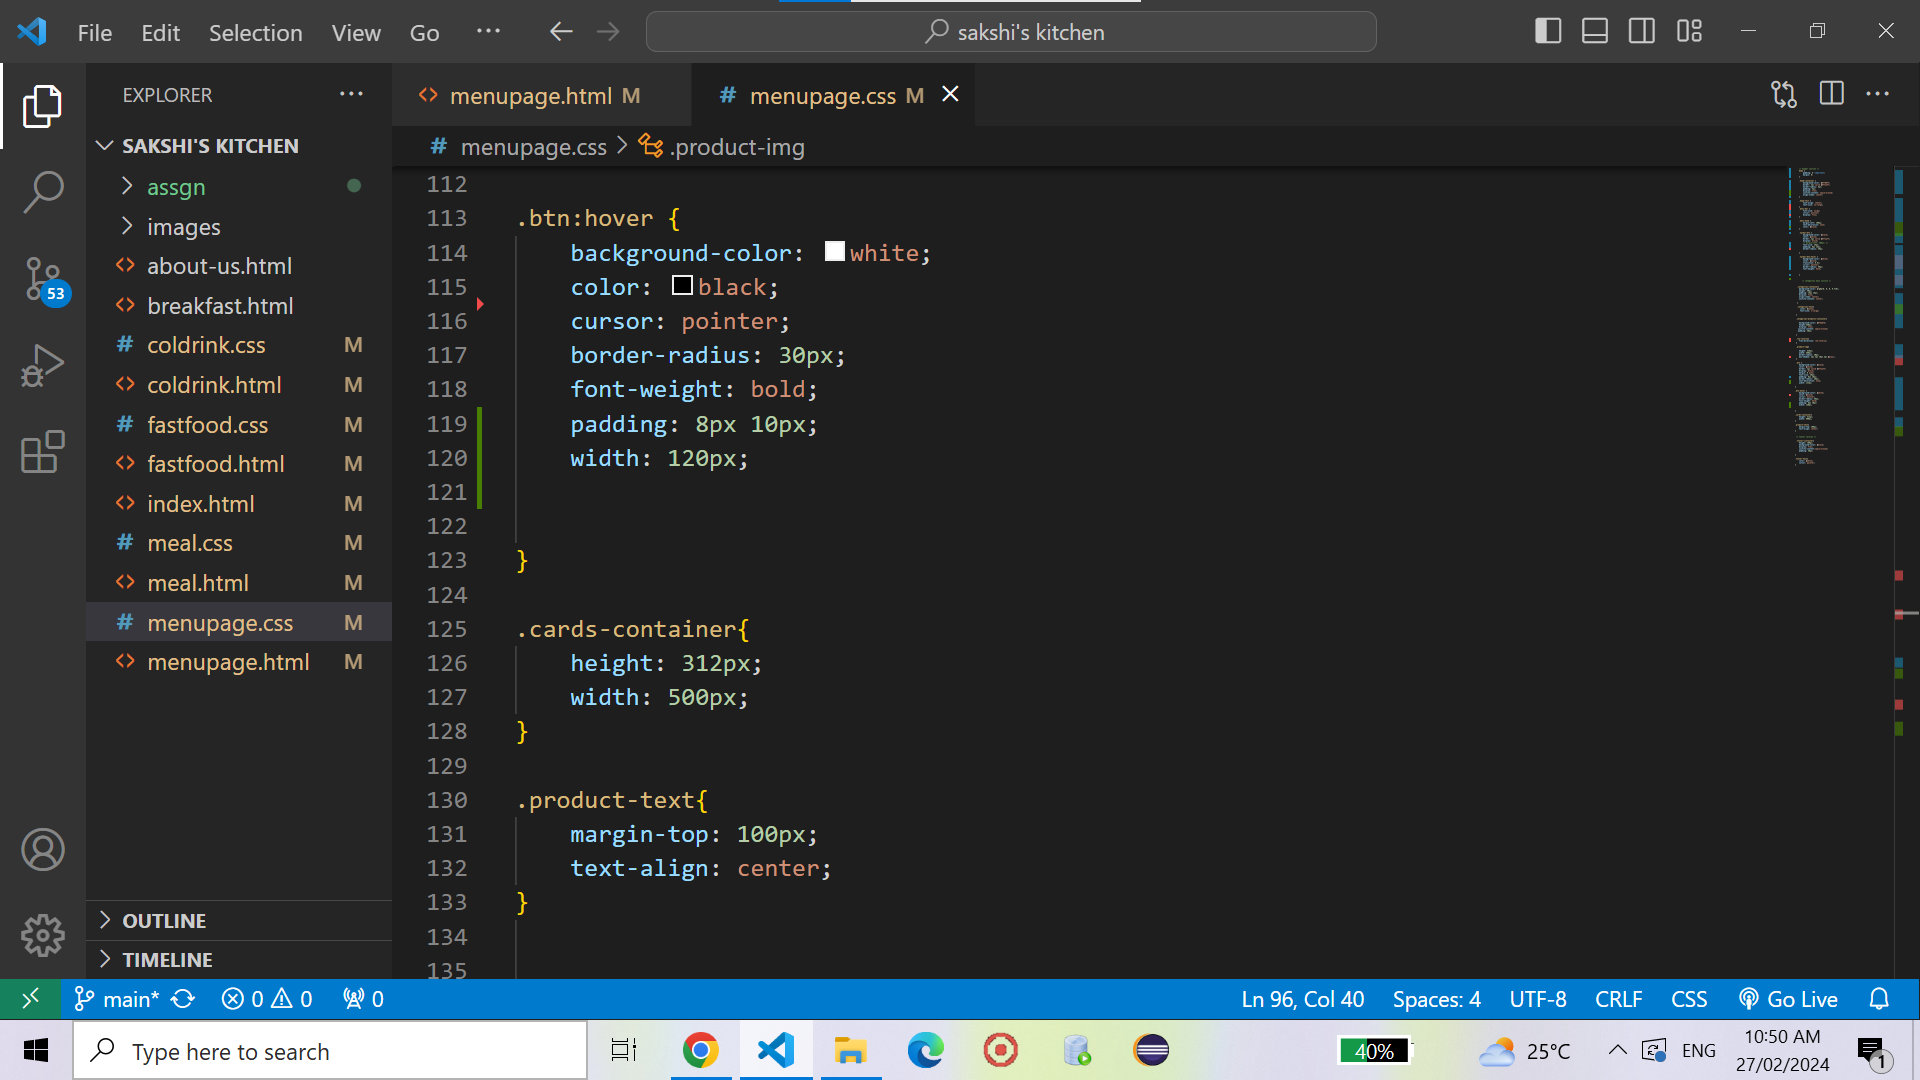 File Edit Selection View Go ··· sakshi's kitchen
EXPLORER ···
menupage.html M
menupage.css M
menupage.css > .product-img
SAKSHI'S KITCHEN
assgn
images
about-us.html
breakfast.html
coldrink.css M
coldrink.html M
fastfood.css M
fastfood.html M
index.html M
meal.css M
meal.html M
menupage.css M
menupage.html M
OUTLINE
TIMELINE
53
112
113 .btn:hover {
114 background-color: white;
115 color: black;
116 cursor: pointer;
117 border-radius: 30px;
118 font-weight: bold;
119 padding: 8px 10px;
120 width: 120px;
121
122
123 }
124
125 .cards-container{
126 height: 312px;
127 width: 500px;
128 }
129
130 .product-text{
131 margin-top: 100px;
132 text-align: center;
133 }
134
135
main* 0 0 0 Ln 96, Col 40 Spaces: 4 UTF-8 CRLF CSS Go Live
Type here to search 40% 25°C ENG 10:50 AM
27/02/2024 1